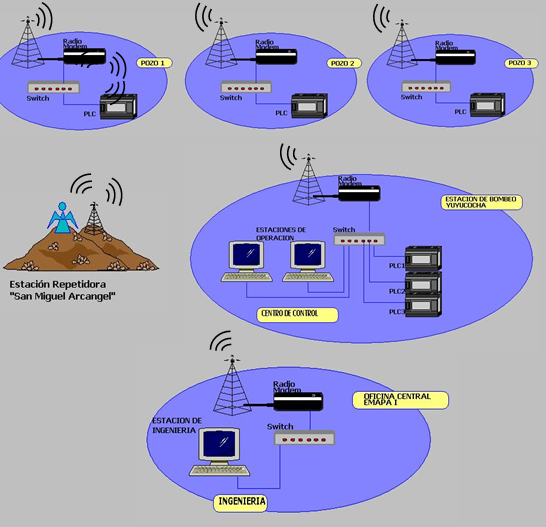 Radio
Modem
POZO 1
Switch
PLC
Radio
Modem
POZO 2
Switch
PLC
Radio
Modem
POZO 3
Switch
PLC
Radio
Modem
ESTACION DE BOMBEO
YUYUCOCHA
ESTACIONES DE
OPERACION
Switch
PLC1
PLC2
PLC3
CENTRO DE CONTROL
Estación Repetidora
"San Miguel Arcangel"
Radio
Modem
OFICINA CENTRAL
EMAPA I
ESTACION DE
INGENIERIA
Switch
INGENIERIA